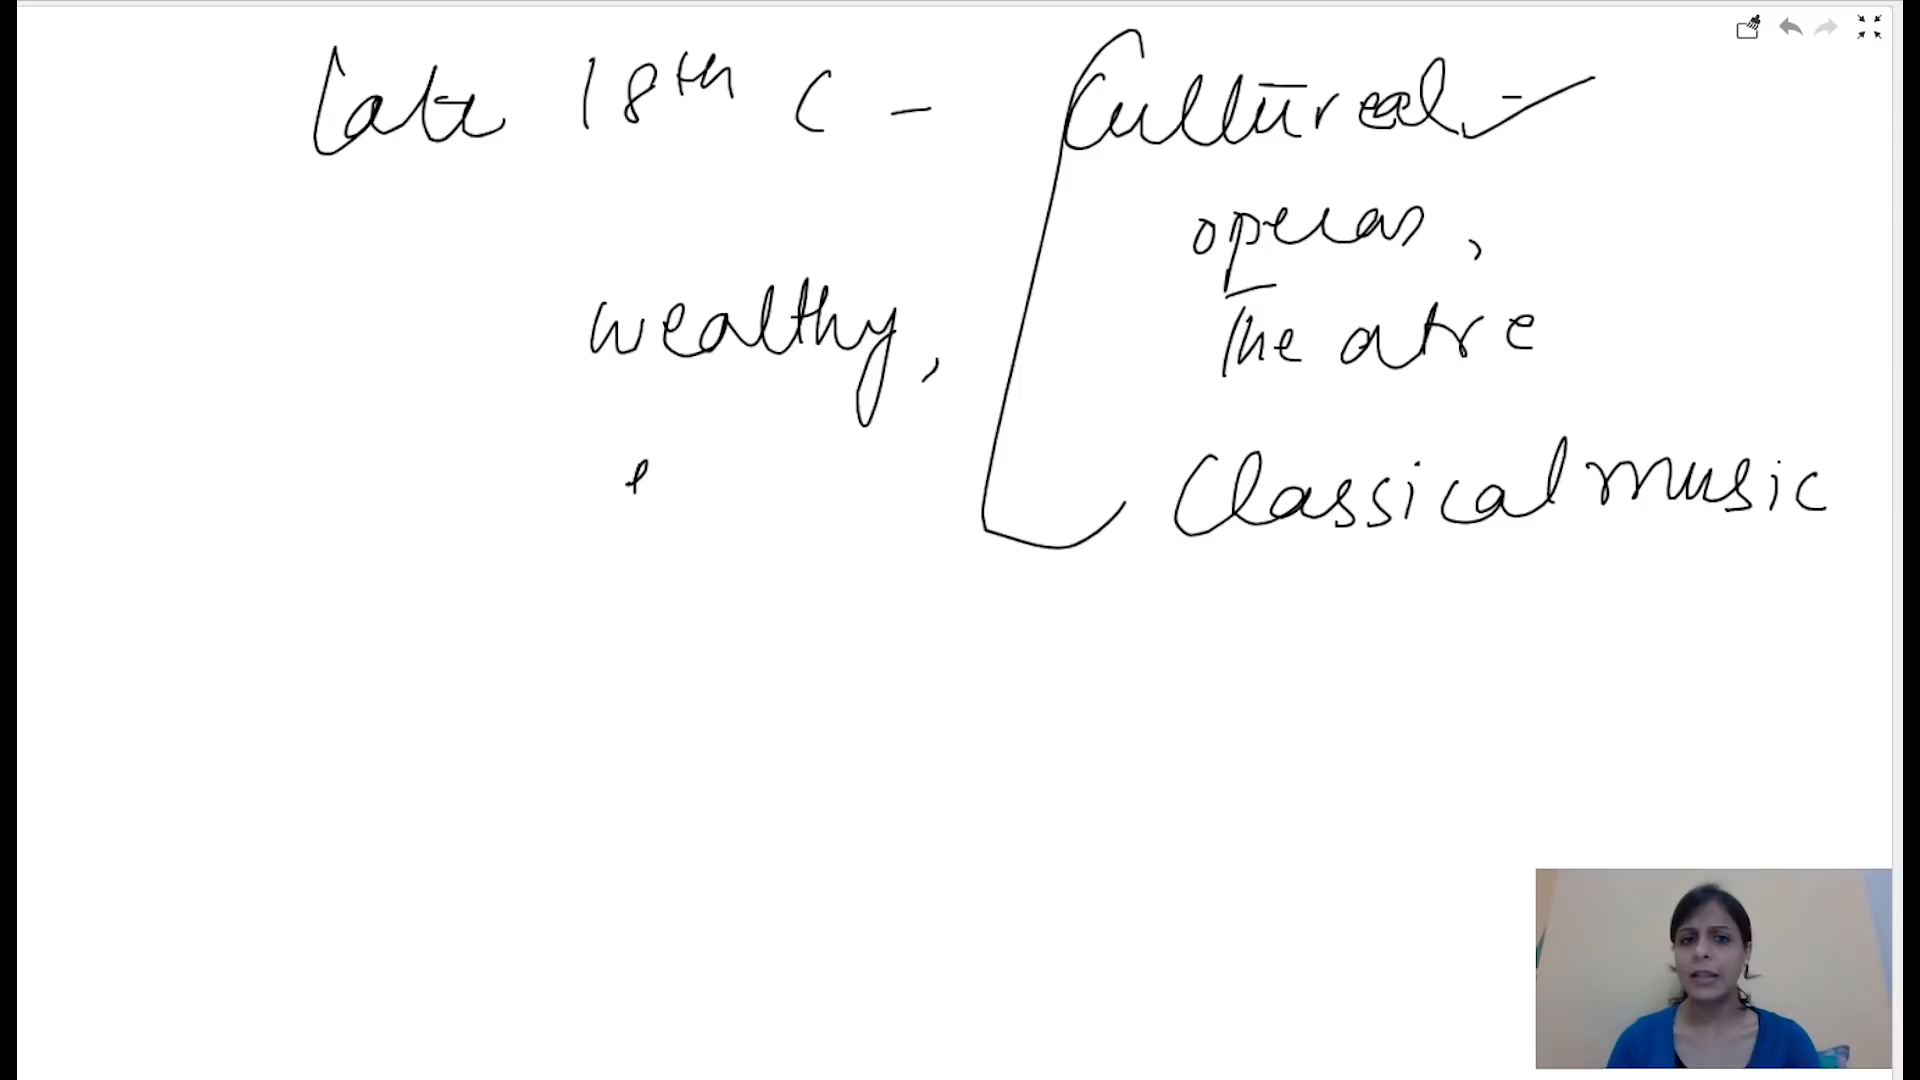 Late 18th C - Cultural -
operas,
wealthy,
Theatre
Classical music